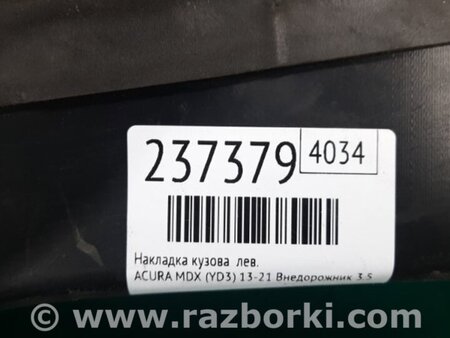 237379 4034
Накладка кузова лев.
ACURA MDX (YD3) 13-21 Внедорожник 3.5
www.razborki.com